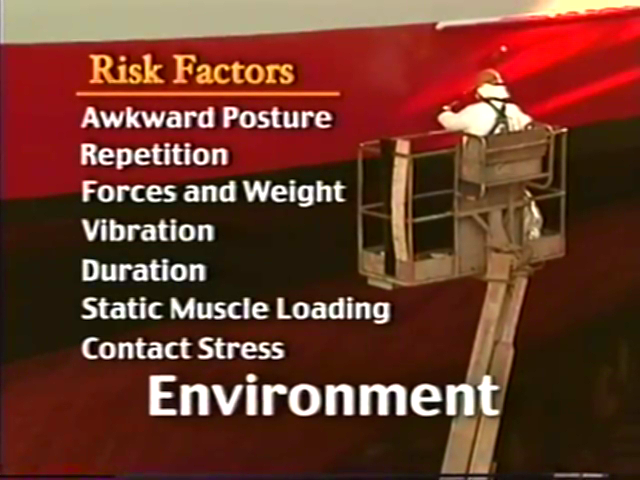 Risk Factors
Awkward Posture
Repetition
Forces and Weight
Vibration
Duration
Static Muscle Loading
Contact Stress
Environment